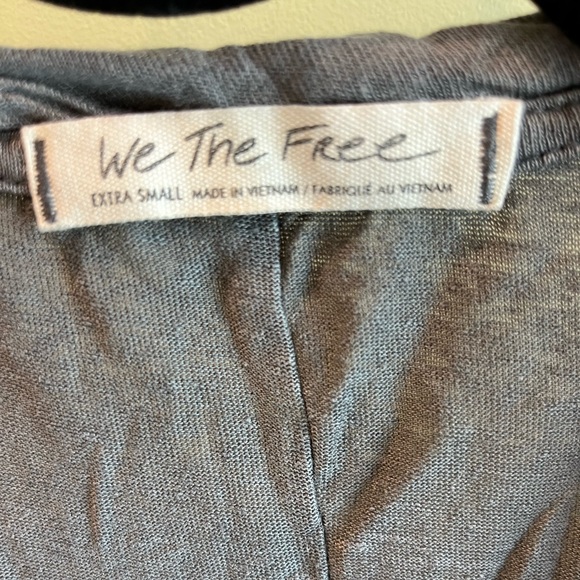 We The Free
EXTRA SMALL MADE IN VIETNAM / FABRIQUÉ AU VIETNAM